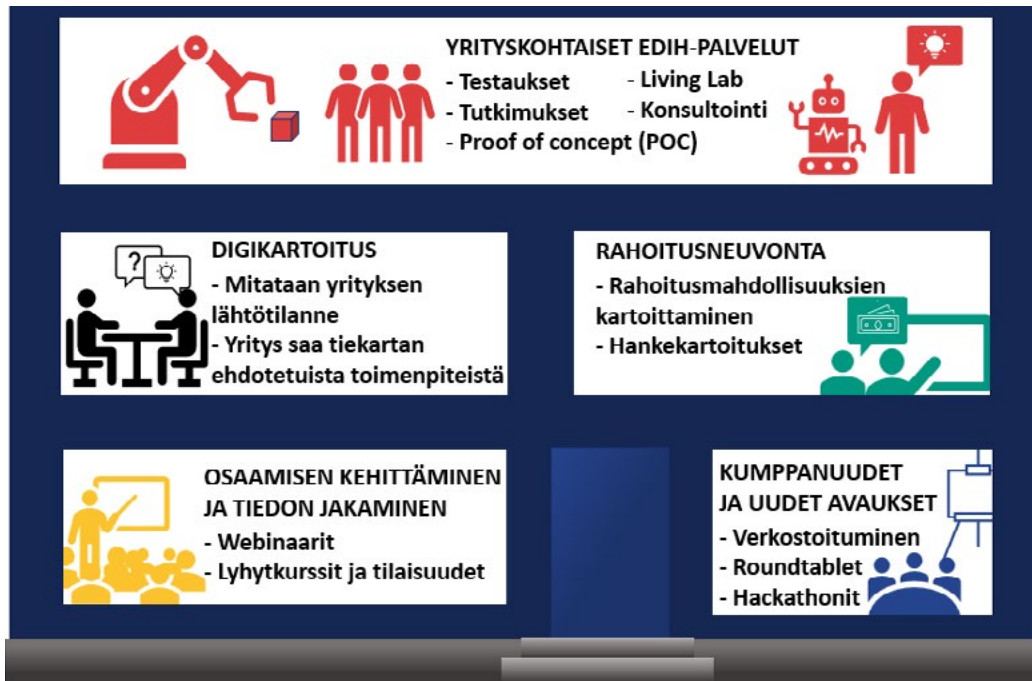 YRITYSKOHTAISET EDIH-PALVELUT
- Testaukset - Living Lab
- Tutkimukset - Konsultointi
- Proof of concept (POC)
DIGIKARTOITUS
- Mitataan yrityksen
lähtötilanne
- Yritys saa tiekartan
ehdotetuista toimenpiteistä
?
RAHOITUSNEUVONTA
- Rahoitusmahdollisuuksien
kartoittaminen
- Hankekartoitukset
OSAAMISEN KEHITTÄMINEN
JA TIEDON JAKAMINEN
- Webinaarit
- Lyhytkurssit ja tilaisuudet
KUMPPANUUDET
JA UUDET AVAUKSET
- Verkostoituminen
- Roundtablet
- Hackathonit